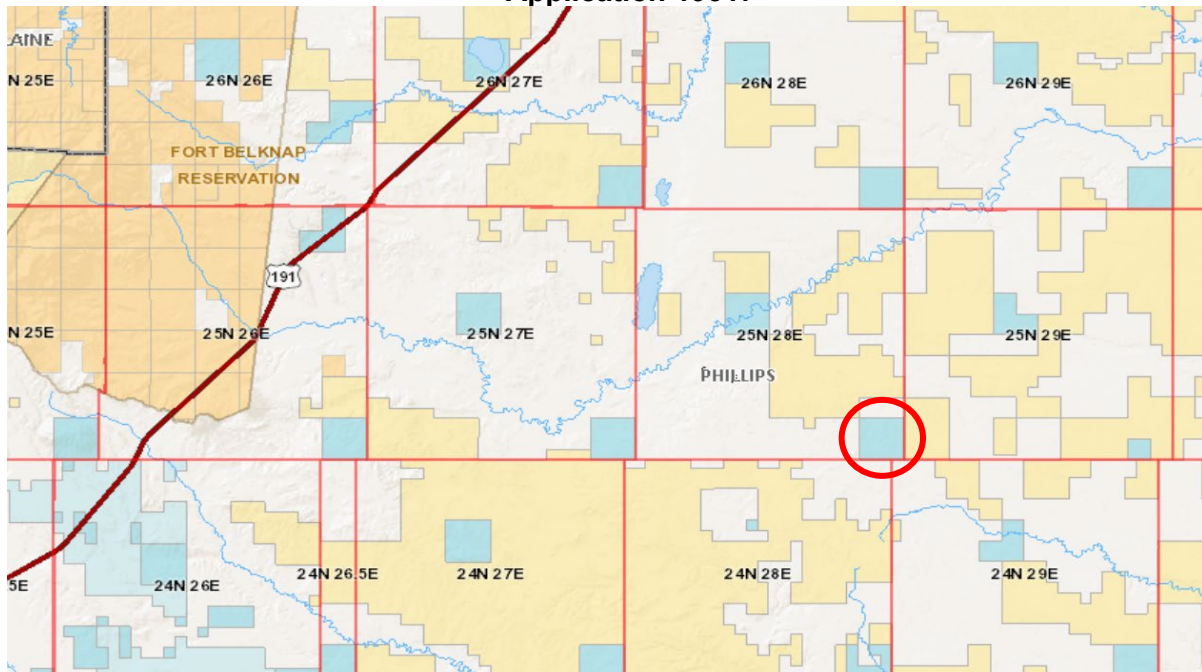 LAINE
N 25E
26N 26E
26N 27E
26N 28E
26N 29E
FORT BELKNAP
RESERVATION
191
N 25E
25N 26E
25N 27E
25N 28E
25N 29E
PHILLIPS
5E
24N 26E
24N 26.5E
24N 27E
24N 28E
24N 29E